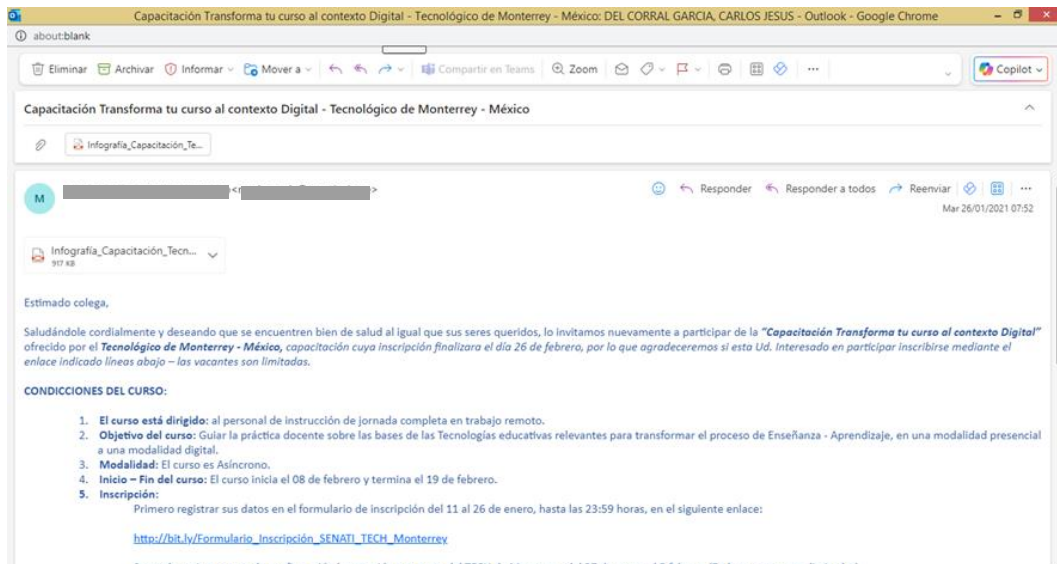 Capacitación Transforma tu curso al contexto Digital - Tecnológico de Monterrey - México: DEL CORRAL GARCIA, CARLOS JESUS - Outlook - Google Chrome
about:blank
Eliminar Archivar Informar Mover a Compartir en Teams Zoom ... Copilot
Capacitación Transforma tu curso al contexto Digital - Tecnológico de Monterrey - México
Infografía_Capacitación_Te...
M
Responder Responder a todos Reenviar ...
Mar 26/01/2021 07:52
Infografía_Capacitación_Tecn...
917 KB
Estimado colega,
Saludándole cordialmente y deseando que se encuentren bien de salud al igual que sus seres queridos, lo invitamos nuevamente a participar de la "Capacitación Transforma tu curso al contexto Digital"
ofrecido por el Tecnológico de Monterrey - México, capacitación cuya inscripción finalizara el día 26 de febrero, por lo que agradeceremos si esta Ud. Interesado en participar inscribirse mediante el
enlace indicado líneas abajo – las vacantes son limitadas.
CONDICCIONES DEL CURSO:
1. El curso está dirigido: al personal de instrucción de jornada completa en trabajo remoto.
2. Objetivo del curso: Guiar la práctica docente sobre las bases de las Tecnologías educativas relevantes para transformar el proceso de Enseñanza - Aprendizaje, en una modalidad presencial
a una modalidad digital.
3. Modalidad: El curso es Asíncrono.
4. Inicio – Fin del curso: El curso inicia el 08 de febrero y termina el 19 de febrero.
5. Inscripción:
Primero registrar sus datos en el formulario de inscripción del 11 al 26 de enero, hasta las 23:59 horas, en el siguiente enlace:
http://bit.ly/Formulario_Inscripción_SENATI_TECH_Monterrey